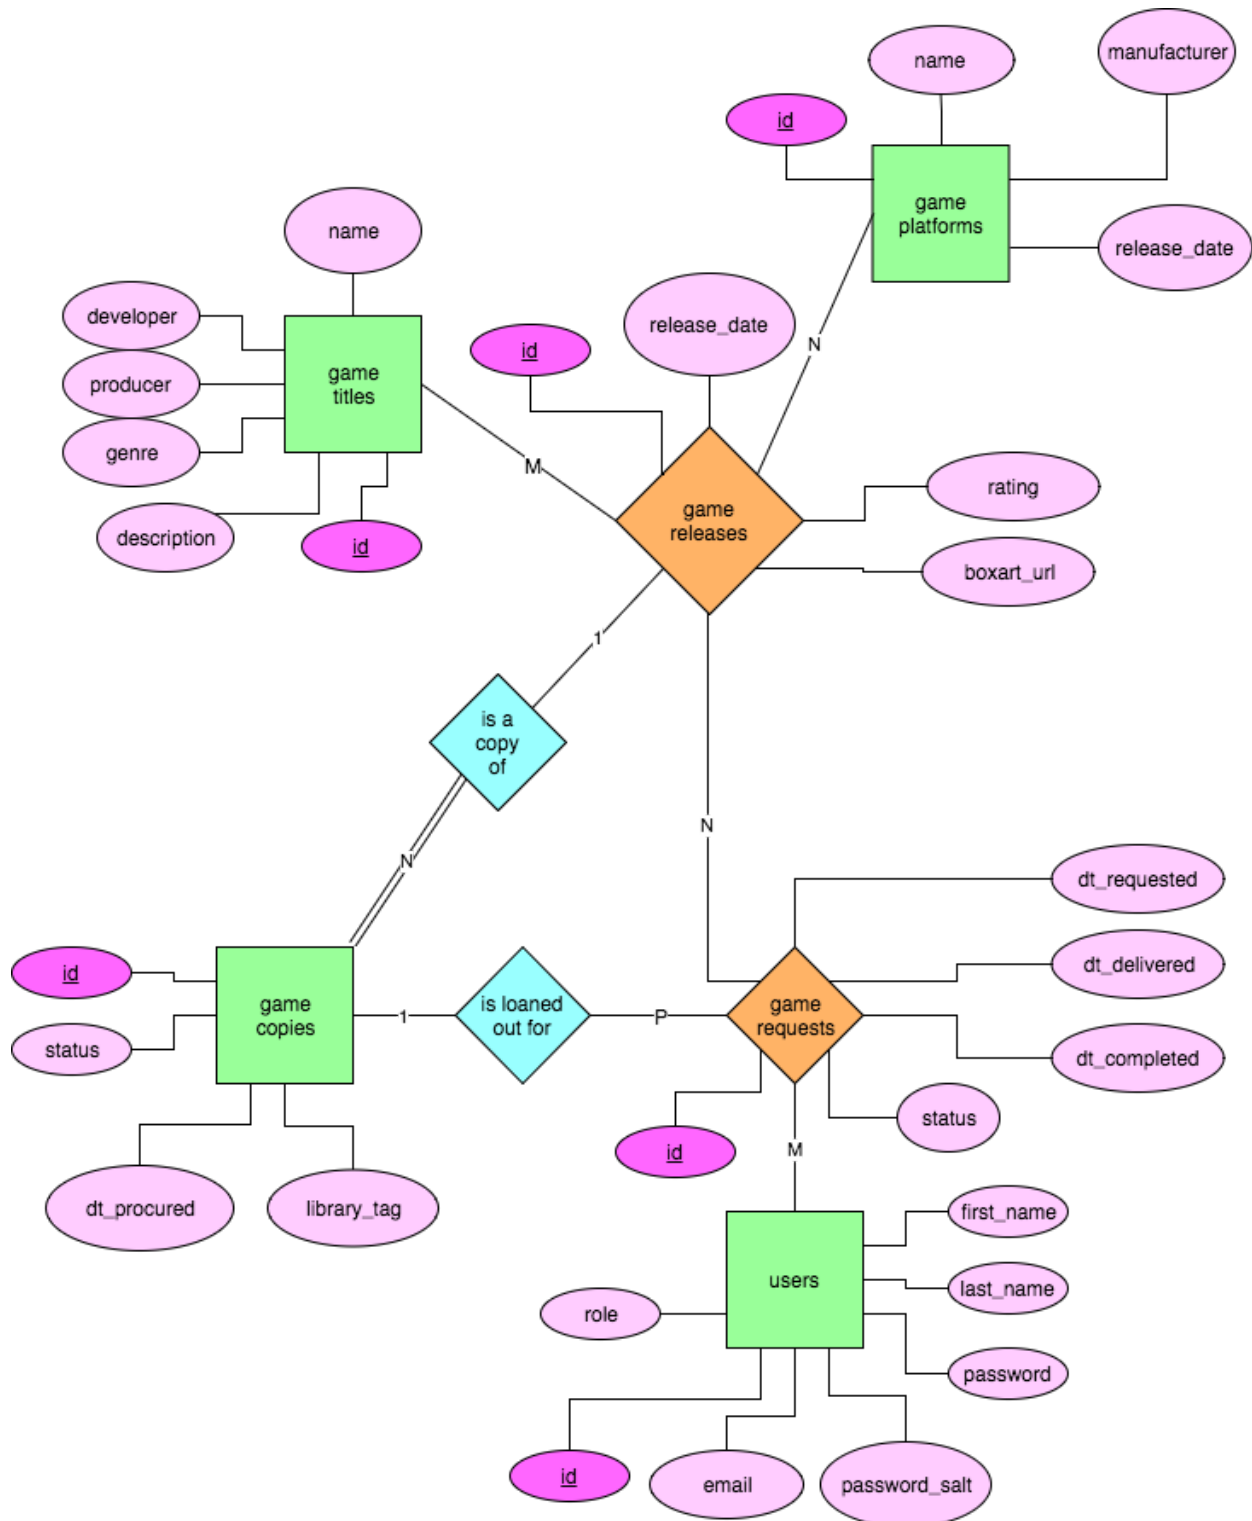 manufacturer
name
id
game
platforms
release_date
name
developer
producer
genre
game
titles
description
id
id
release_date
N
M
game
releases
rating
boxart_url
1
is a
copy
of
N
N
dt_requested
dt_delivered
dt_completed
id
status
game
copies
1
is loaned
out for
P
game
requests
status
id
M
dt_procured
library_tag
first_name
last_name
users
role
password
id
email
password_salt